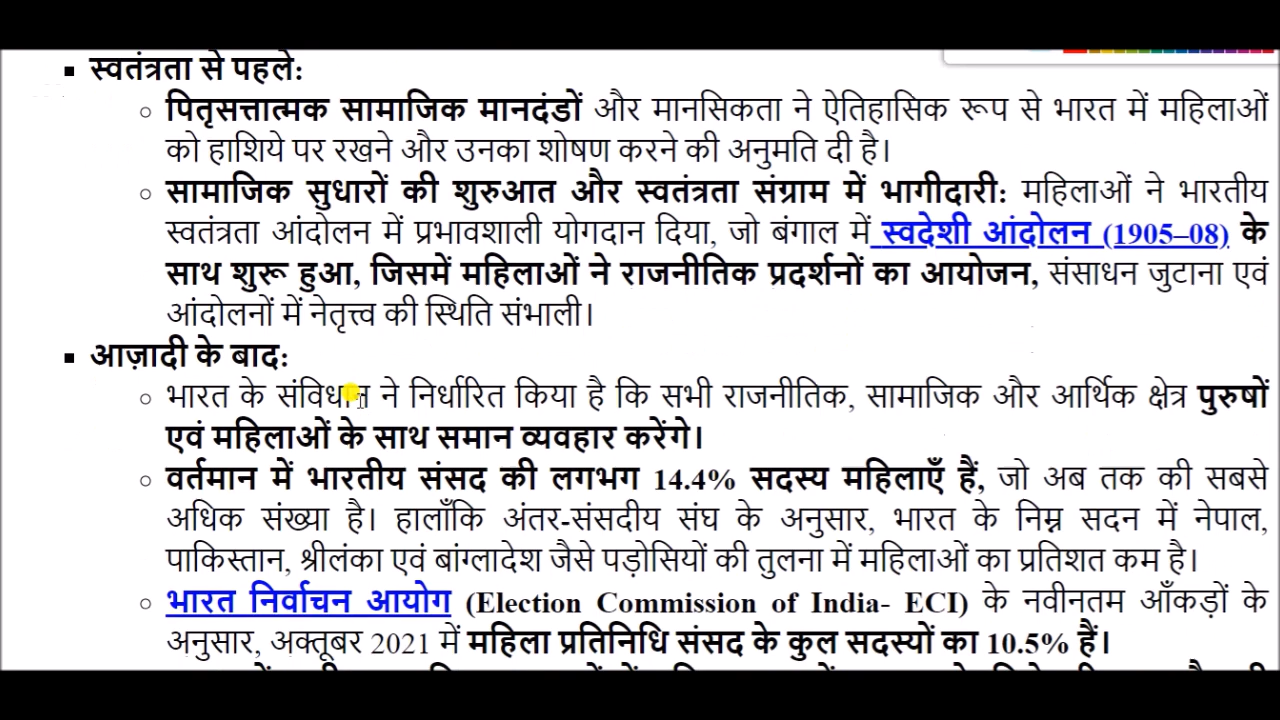 स्वतंत्रता से पहले:
पितृसत्तात्मक सामाजिक मानदंडों और मानसिकता ने ऐतिहासिक रूप से भारत में महिलाओं
को हाशिये पर रखने और उनका शोषण करने की अनुमति दी है।
सामाजिक सुधारों की शुरुआत और स्वतंत्रता संग्राम में भागीदारी: महिलाओं ने भारतीय
स्वतंत्रता आंदोलन में प्रभावशाली योगदान दिया, जो बंगाल में स्वदेशी आंदोलन (1905–08) के
साथ शुरू हुआ, जिसमें महिलाओं ने राजनीतिक प्रदर्शनों का आयोजन, संसाधन जुटाना एवं
आंदोलनों में नेतृत्त्व की स्थिति संभाली।
आज़ादी के बाद:
भारत के संविधान ने निर्धारित किया है कि सभी राजनीतिक, सामाजिक और आर्थिक क्षेत्र पुरुषों
एवं महिलाओं के साथ समान व्यवहार करेंगे।
वर्तमान में भारतीय संसद की लगभग 14.4% सदस्य महिलाएँ हैं, जो अब तक की सबसे
अधिक संख्या है। हालाँकि अंतर-संसदीय संघ के अनुसार, भारत के निम्न सदन में नेपाल,
पाकिस्तान, श्रीलंका एवं बांग्लादेश जैसे पड़ोसियों की तुलना में महिलाओं का प्रतिशत कम है।
भारत निर्वाचन आयोग (Election Commission of India- ECI) के नवीनतम आँकड़ों के
अनुसार, अक्तूबर 2021 में महिला प्रतिनिधि संसद के कुल सदस्यों का 10.5% हैं।